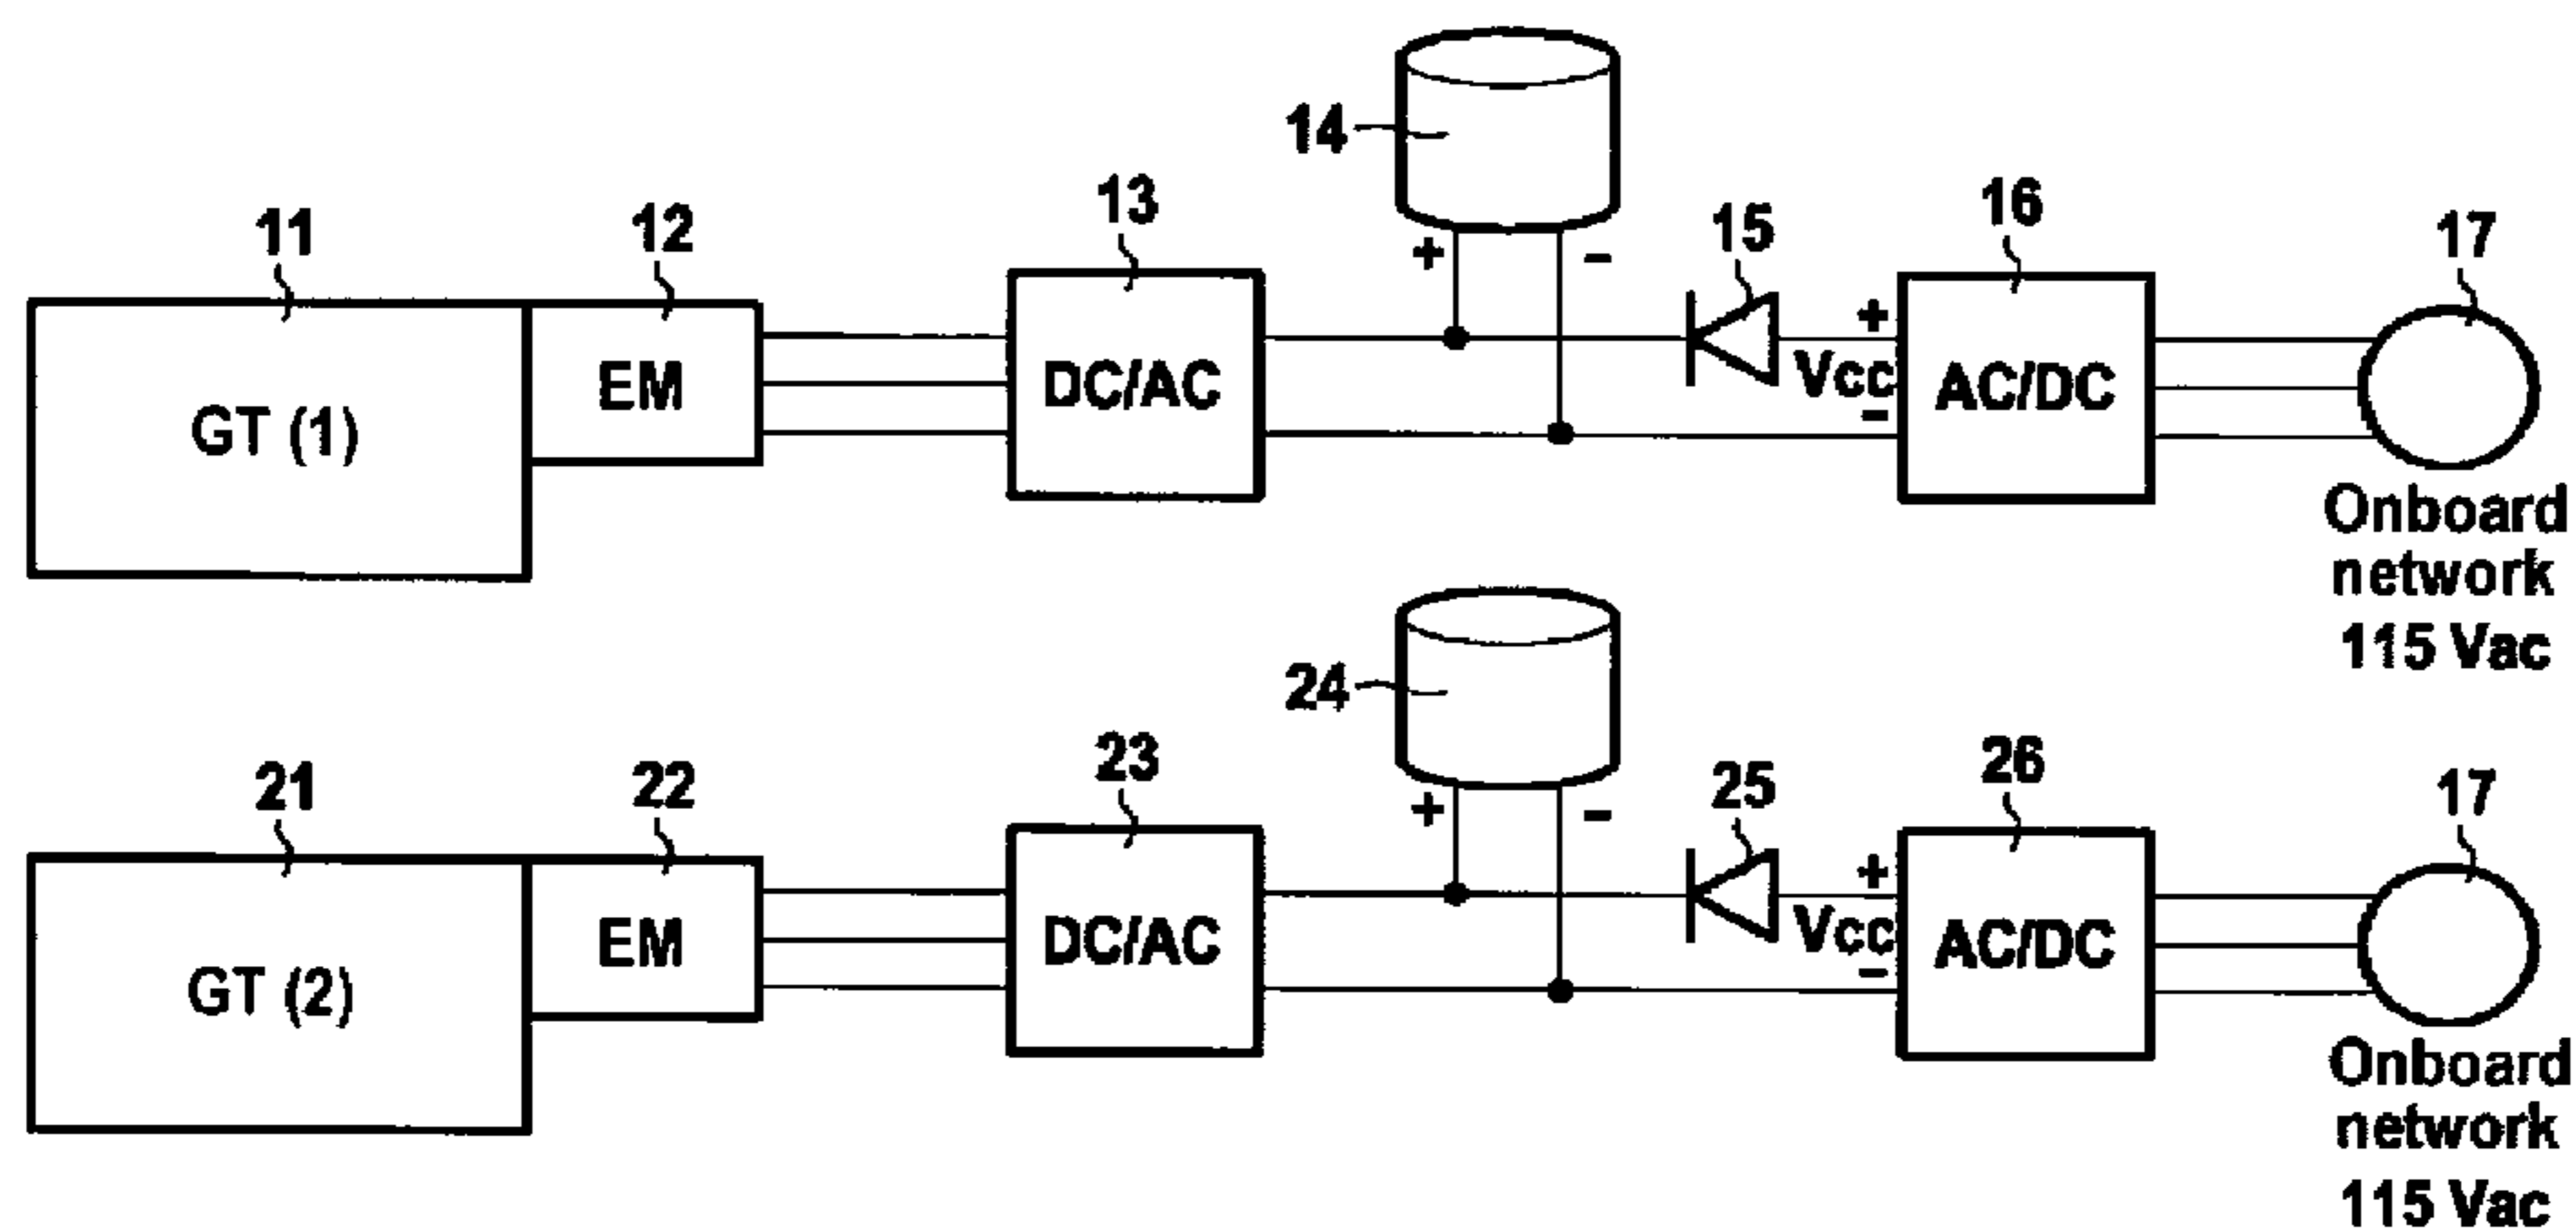 14
11
12
13
15
16
17
+
-
GT (1)
EM
DC/AC
+
Vcc
-
AC/DC
Onboard
network
115 Vac
24
21
22
23
25
26
17
+
-
GT (2)
EM
DC/AC
+
Vcc
-
AC/DC
Onboard
network
115 Vac